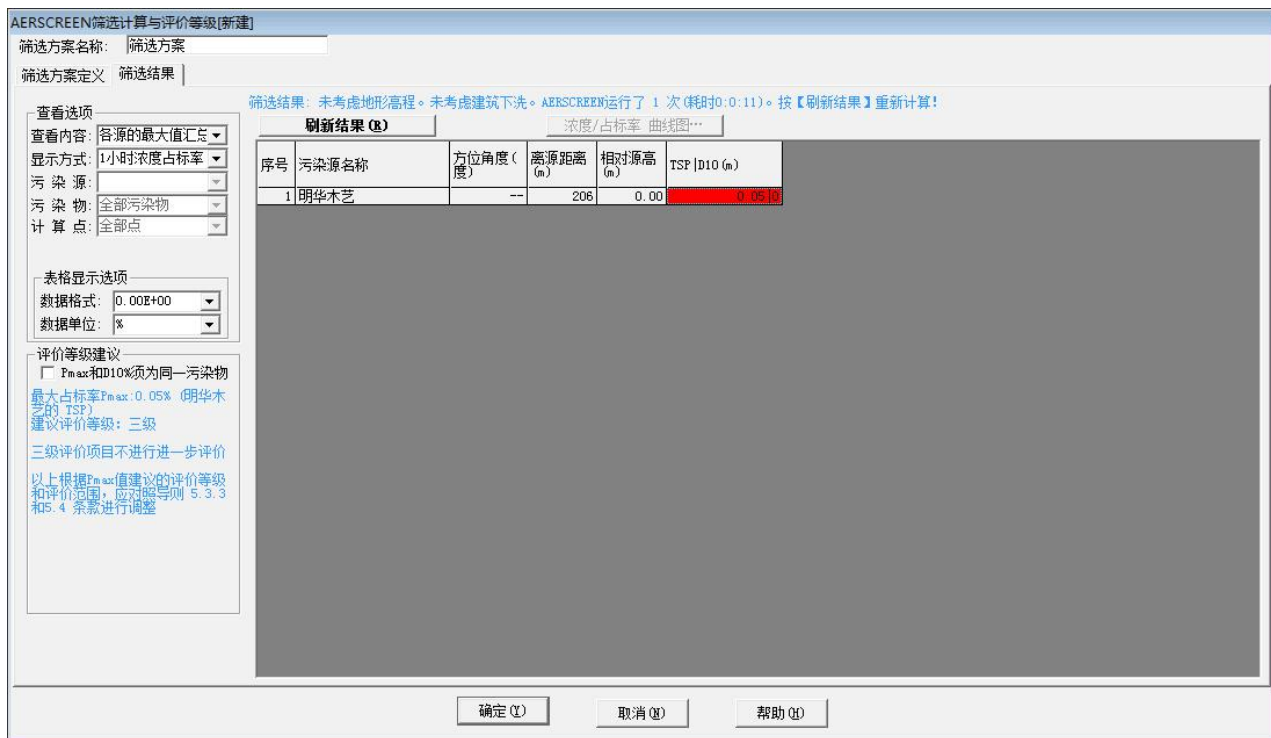 AERSCREEN筛选计算与评价等级[新建]
筛选方案名称: 筛选方案
筛选方案定义 筛选结果
筛选结果: 未考虑地形高程。未考虑建筑下洗。AERSCREEN运行了 1 次(耗时0:0:11)。按【刷新结果】重新计算!
查看选项
查看内容: 各源的最大值汇总
显示方式: 1小时浓度占标率
污 染 源:
污 染 物: 全部污染物
计 算 点: 全部点
表格显示选项
数据格式: 0.00E+00
数据单位: %
评价等级建议
Pmax和D10%须为同一污染物
最大占标率Pmax:0.05% (明华木
艺的 TSP)
建议评价等级: 三级
三级评价项目不进行进一步评价
以上根据Pmax值建议的评价等级
和评价范围,应对照导则 5.3.3
和5.4 条款进行调整
刷新结果(R) 浓度/占标率 曲线图…
序号 污染源名称 方位角度(度) 离源距离(m) 相对源高(m) TSP|D10(m)
1 明华木艺 -- 206 0.00 0.05|0
确定(Y) 取消(N) 帮助(H)